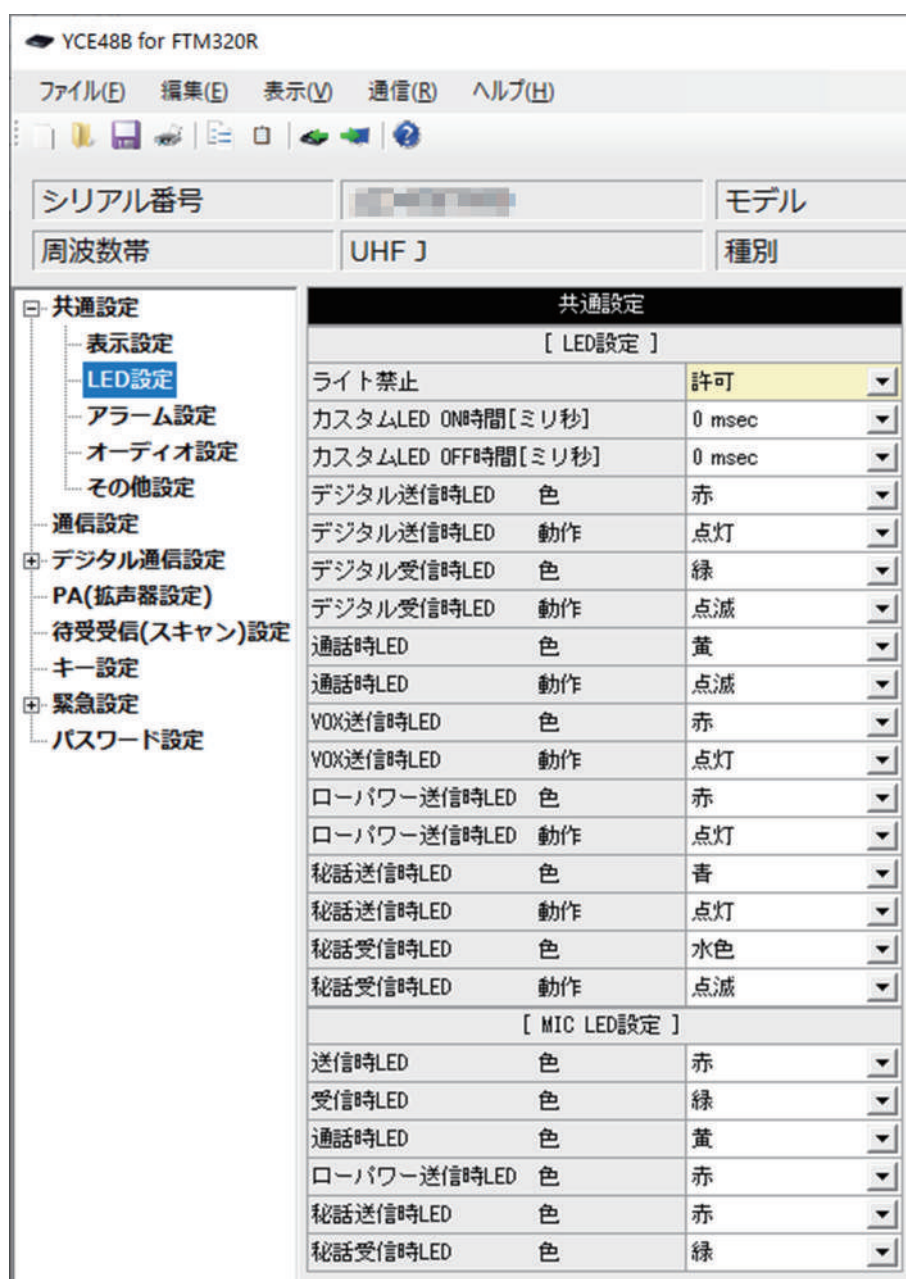 YCE48B for FTM320R
ファイル(F) 編集(E) 表示(V) 通信(R) ヘルプ(H)
シリアル番号 モデル
周波数帯 UHF J 種別
共通設定
表示設定
LED設定
アラーム設定
オーディオ設定
その他設定
通信設定
デジタル通信設定
PA(拡声器設定)
待受受信(スキャン)設定
キー設定
緊急設定
パスワード設定
共通設定
[ LED設定 ]
ライト禁止 許可
カスタムLED ON時間[ミリ秒] 0 msec
カスタムLED OFF時間[ミリ秒] 0 msec
デジタル送信時LED 色 赤
デジタル送信時LED 動作 点灯
デジタル受信時LED 色 緑
デジタル受信時LED 動作 点滅
通話時LED 色 黄
通話時LED 動作 点滅
VOX送信時LED 色 赤
VOX送信時LED 動作 点灯
ローパワー送信時LED 色 赤
ローパワー送信時LED 動作 点灯
秘話送信時LED 色 青
秘話送信時LED 動作 点灯
秘話受信時LED 色 水色
秘話受信時LED 動作 点滅
[ MIC LED設定 ]
送信時LED 色 赤
受信時LED 色 緑
通話時LED 色 黄
ローパワー送信時LED 色 赤
秘話送信時LED 色 赤
秘話受信時LED 色 緑